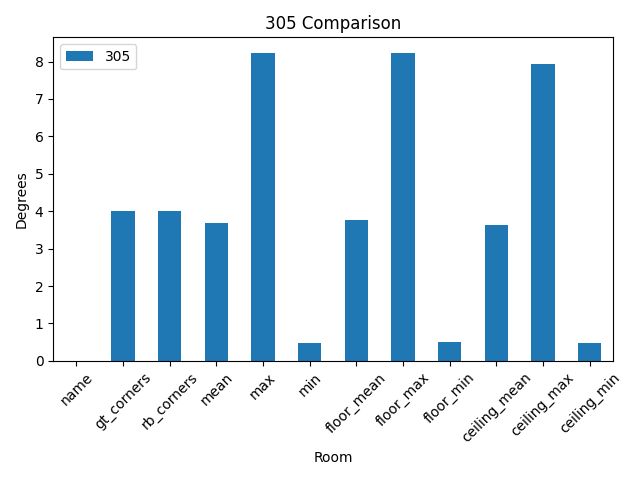 305 Comparison
305
Degrees
8
7
6
5
4
3
2
1
0
name
gt_corners
rb_corners
mean
max
min
floor_mean
floor_max
floor_min
ceiling_mean
ceiling_max
ceiling_min
Room